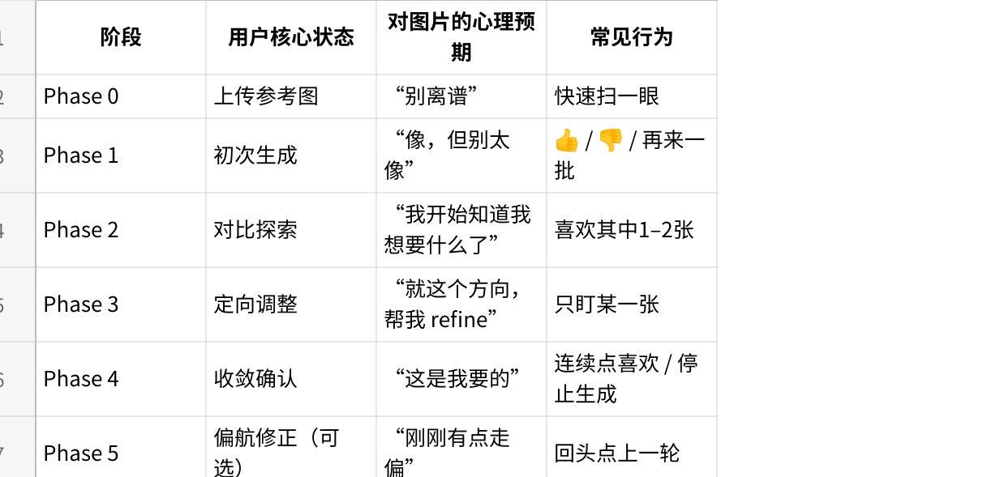 1 阶段 用户核心状态 对图片的心理预
期 常见行为
2 Phase 0 上传参考图 “别离谱” 快速扫一眼
3 Phase 1 初次生成 “像，但别太
像” 👍 / 👎 / 再来一
批
4 Phase 2 对比探索 “我开始知道我
想要什么了” 喜欢其中1–2张
5 Phase 3 定向调整 “就这个方向，
帮我 refine” 只盯某一张
6 Phase 4 收敛确认 “这是我要的” 连续点喜欢 / 停
止生成
7 Phase 5 偏航修正（可
选） “刚刚有点走
偏” 回头点上一轮